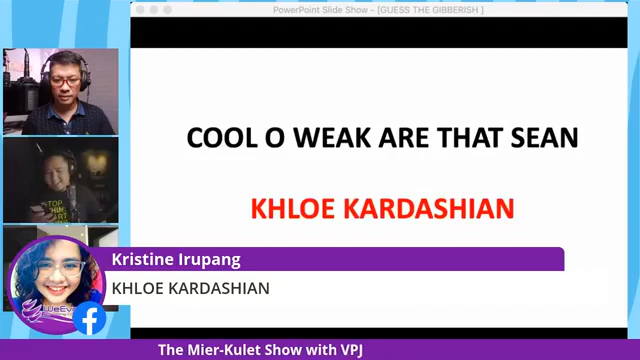 PowerPoint Slide Show - [GUESS THE GIBBERISH ]
COOL O WEAK ARE THAT SEAN
KHLOE KARDASHIAN
Kristine Irupang
KHLOE KARDASHIAN
The Mier-Kulet Show with VPJ